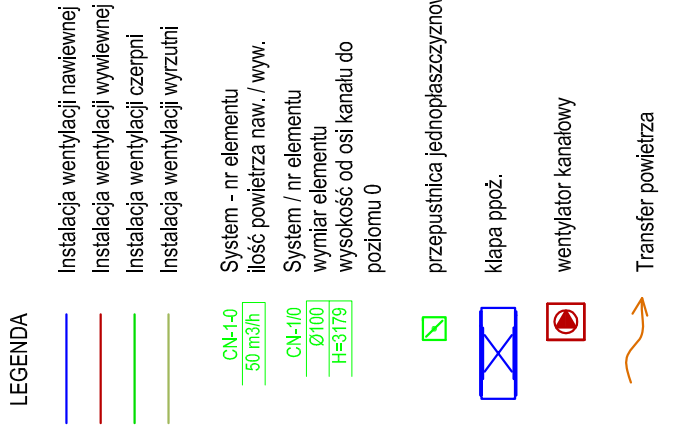 LEGENDA
Instalacja wentylacji nawiewnej
Instalacja wentylacji wywiewnej
Instalacja wentylacji czerpni
Instalacja wentylacji wyrzutni
CN-1-0
50 m3/h
System - nr elementu
ilość powietrza naw. / wyw.
CN-1/0
Ø100
H=3179
System / nr elementu
wymiar elementu
wysokość od osi kanału do
poziomu 0
przepustnica jednopłaszczyznow
klapa ppoż.
wentylator kanałowy
Transfer powietrza